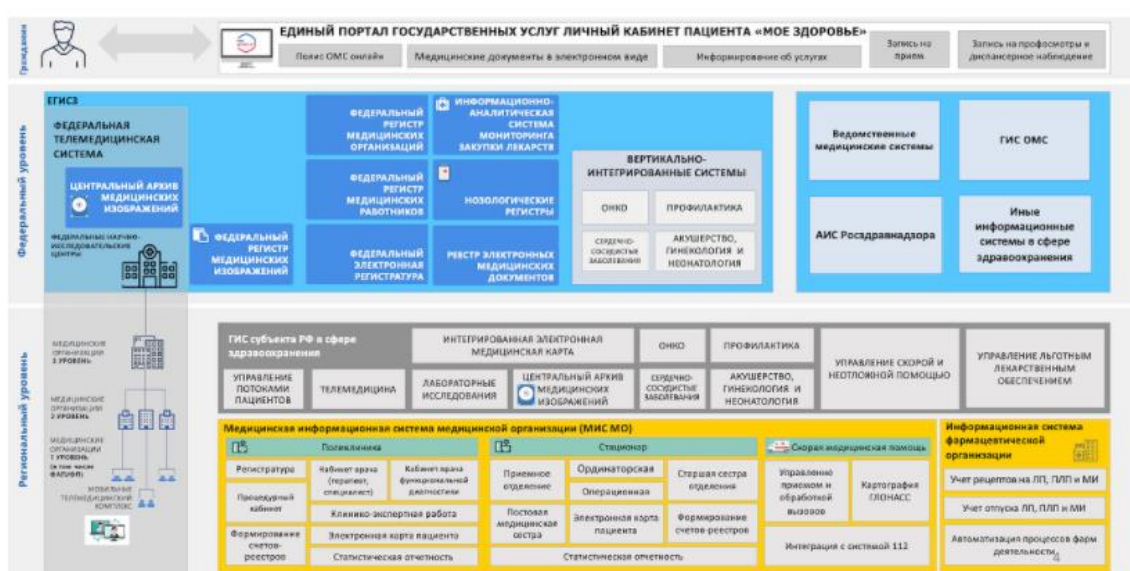 Граждане
ЕДИНЫЙ ПОРТАЛ ГОСУДАРСТВЕННЫХ УСЛУГ ЛИЧНЫЙ КАБИНЕТ ПАЦИЕНТА «МОЕ ЗДОРОВЬЕ»
Полис ОМС онлайн
Медицинские документы в электронном виде
Информирование об услугах
Запись на
прием
Запись на профосмотры и
диспансерное наблюдение
Федеральный уровень
ЕГИСЗ
ФЕДЕРАЛЬНАЯ
ТЕЛЕМЕДИЦИНСКАЯ
СИСТЕМА
ЦЕНТРАЛЬНЫЙ АРХИВ
МЕДИЦИНСКИХ
ИЗОБРАЖЕНИЙ
ФЕДЕРАЛЬНЫЕ НАУЧНО-
ИССЛЕДОВАТЕЛЬСКИЕ
ЦЕНТРЫ
ФЕДЕРАЛЬНЫЙ
РЕГИСТР
МЕДИЦИНСКИХ
ИЗОБРАЖЕНИЙ
ФЕДЕРАЛЬНЫЙ
РЕГИСТР
МЕДИЦИНСКИХ
ОРГАНИЗАЦИЙ
ФЕДЕРАЛЬНЫЙ
РЕГИСТР
МЕДИЦИНСКИХ
РАБОТНИКОВ
ФЕДЕРАЛЬНАЯ
ЭЛЕКТРОННАЯ
РЕГИСТРАТУРА
ИНФОРМАЦИОННО-
АНАЛИТИЧЕСКАЯ
СИСТЕМА
МОНИТОРИНГА
ЗАКУПКИ ЛЕКАРСТВ
НОЗОЛОГИЧЕСКИЕ
РЕГИСТРЫ
РЕЕСТР ЭЛЕКТРОННЫХ
МЕДИЦИНСКИХ
ДОКУМЕНТОВ
ВЕРТИКАЛЬНО-
ИНТЕГРИРОВАННЫЕ СИСТЕМЫ
ОНКО
ПРОФИЛАКТИКА
СЕРДЕЧНО-
СОСУДИСТЫЕ
ЗАБОЛЕВАНИЯ
АКУШЕРСТВО,
ГИНЕКОЛОГИЯ И
НЕОНАТОЛОГИЯ
Ведомственные
медицинские системы
ГИС ОМС
АИС Росздравнадзора
Иные
информационные
системы в сфере
здравоохранения
Региональный уровень
МЕДИЦИНСКИЕ
ОРГАНИЗАЦИИ
3 УРОВЕНЬ
МЕДИЦИНСКИЕ
ОРГАНИЗАЦИИ
2 УРОВЕНЬ
МЕДИЦИНСКИЕ
ОРГАНИЗАЦИИ
1 УРОВЕНЬ
(в том числе
ФАП/ФП)
МОБИЛЬНЫЕ
ТЕЛЕМЕДИЦИНСКИЙ
КОМПЛЕКС
ГИС субъекта РФ в сфере
здравоохранения
ИНТЕГРИРОВАННАЯ ЭЛЕКТРОННАЯ
МЕДИЦИНСКАЯ КАРТА
ОНКО
ПРОФИЛАКТИКА
УПРАВЛЕНИЕ СКОРОЙ И
НЕОТЛОЖНОЙ ПОМОЩЬЮ
УПРАВЛЕНИЕ ЛЬГОТНЫМ
ЛЕКАРСТВЕННЫМ
ОБЕСПЕЧЕНИЕМ
УПРАВЛЕНИЕ
ПОТОКАМИ
ПАЦИЕНТОВ
ТЕЛЕМЕДИЦИНА
ЛАБОРАТОРНЫЕ
ИССЛЕДОВАНИЯ
ЦЕНТРАЛЬНЫЙ АРХИВ
МЕДИЦИНСКИХ
ИЗОБРАЖЕНИЙ
СЕРДЕЧНО-
СОСУДИСТЫЕ
ЗАБОЛЕВАНИЯ
АКУШЕРСТВО,
ГИНЕКОЛОГИЯ И
НЕОНАТОЛОГИЯ
Медицинская информационная система медицинской организации (МИС МО)
Поликлиника
Регистратура
Процедурный
кабинет
Формирование
счетов-
реестров
Кабинет врача
(терапевт,
специалист)
Кабинет врача
функциональной
диагностики
Клинико-экспертная работа
Электронная карта пациента
Статистическая отчетность
Стационар
Приемное
отделение
Ординаторская
Операционная
Старшая сестра
отделения
Постовая
медицинская
сестра
Электронная карта
пациента
Формирование
счетов-реестров
Статистическая отчетность
Скорая медицинская помощь
Управление
приемом и
обработкой
вызовов
Картография
ГЛОНАСС
Интеграция с системой 112
Информационная система
фармацевтической
организации
Учет рецептов на ЛП, ПЛП и МИ
Учет отпуска ЛП, ПЛП и МИ
Автоматизация процессов фарм
деятельности
4